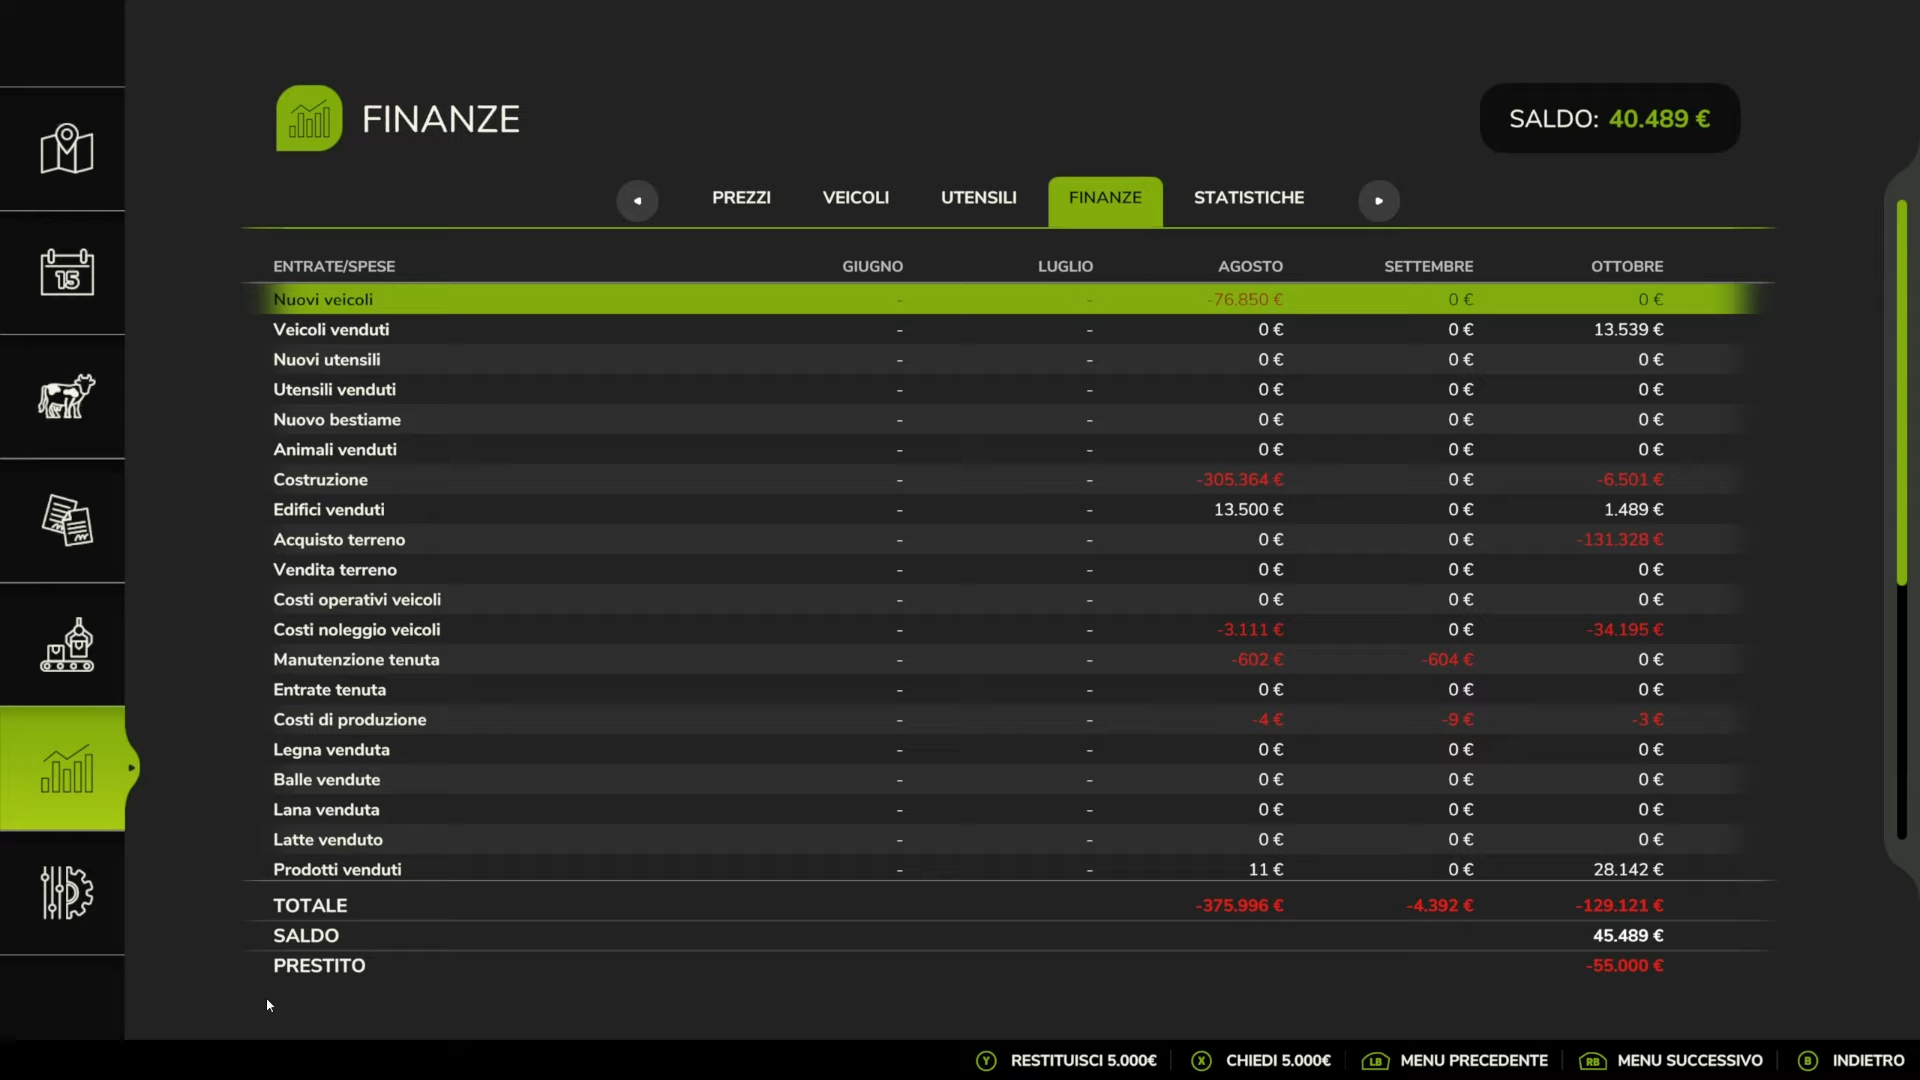 FINANZE
SALDO: 40.489 €
PREZZI VEICOLI UTENSILI FINANZE STATISTICHE
15
ENTRATE/SPESE GIUGNO LUGLIO AGOSTO SETTEMBRE OTTOBRE
Nuovi veicoli - - -76.850 € 0 € 0 €
Veicoli venduti - - 0 € 0 € 13.539 €
Nuovi utensili - - 0 € 0 € 0 €
Utensili venduti - - 0 € 0 € 0 €
Nuovo bestiame - - 0 € 0 € 0 €
Animali venduti - - 0 € 0 € 0 €
Costruzione - - -305.364 € 0 € -6.501 €
Edifici venduti - - 13.500 € 0 € 1.489 €
Acquisto terreno - - 0 € 0 € -131.328 €
Vendita terreno - - 0 € 0 € 0 €
Costi operativi veicoli - - 0 € 0 € 0 €
Costi noleggio veicoli - - -3.111 € 0 € -34.195 €
Manutenzione tenuta - - -602 € -604 € 0 €
Entrate tenuta - - 0 € 0 € 0 €
Costi di produzione - - -4 € -9 € -3 €
Legna venduta - - 0 € 0 € 0 €
Balle vendute - - 0 € 0 € 0 €
Lana venduta - - 0 € 0 € 0 €
Latte venduto - - 0 € 0 € 0 €
Prodotti venduti - - 11 € 0 € 28.142 €
TOTALE -375.996 € -4.392 € -129.121 €
SALDO 45.489 €
PRESTITO -55.000 €
Y RESTITUISCI 5.000€ X CHIEDI 5.000€ LB MENU PRECEDENTE RB MENU SUCCESSIVO B INDIETRO